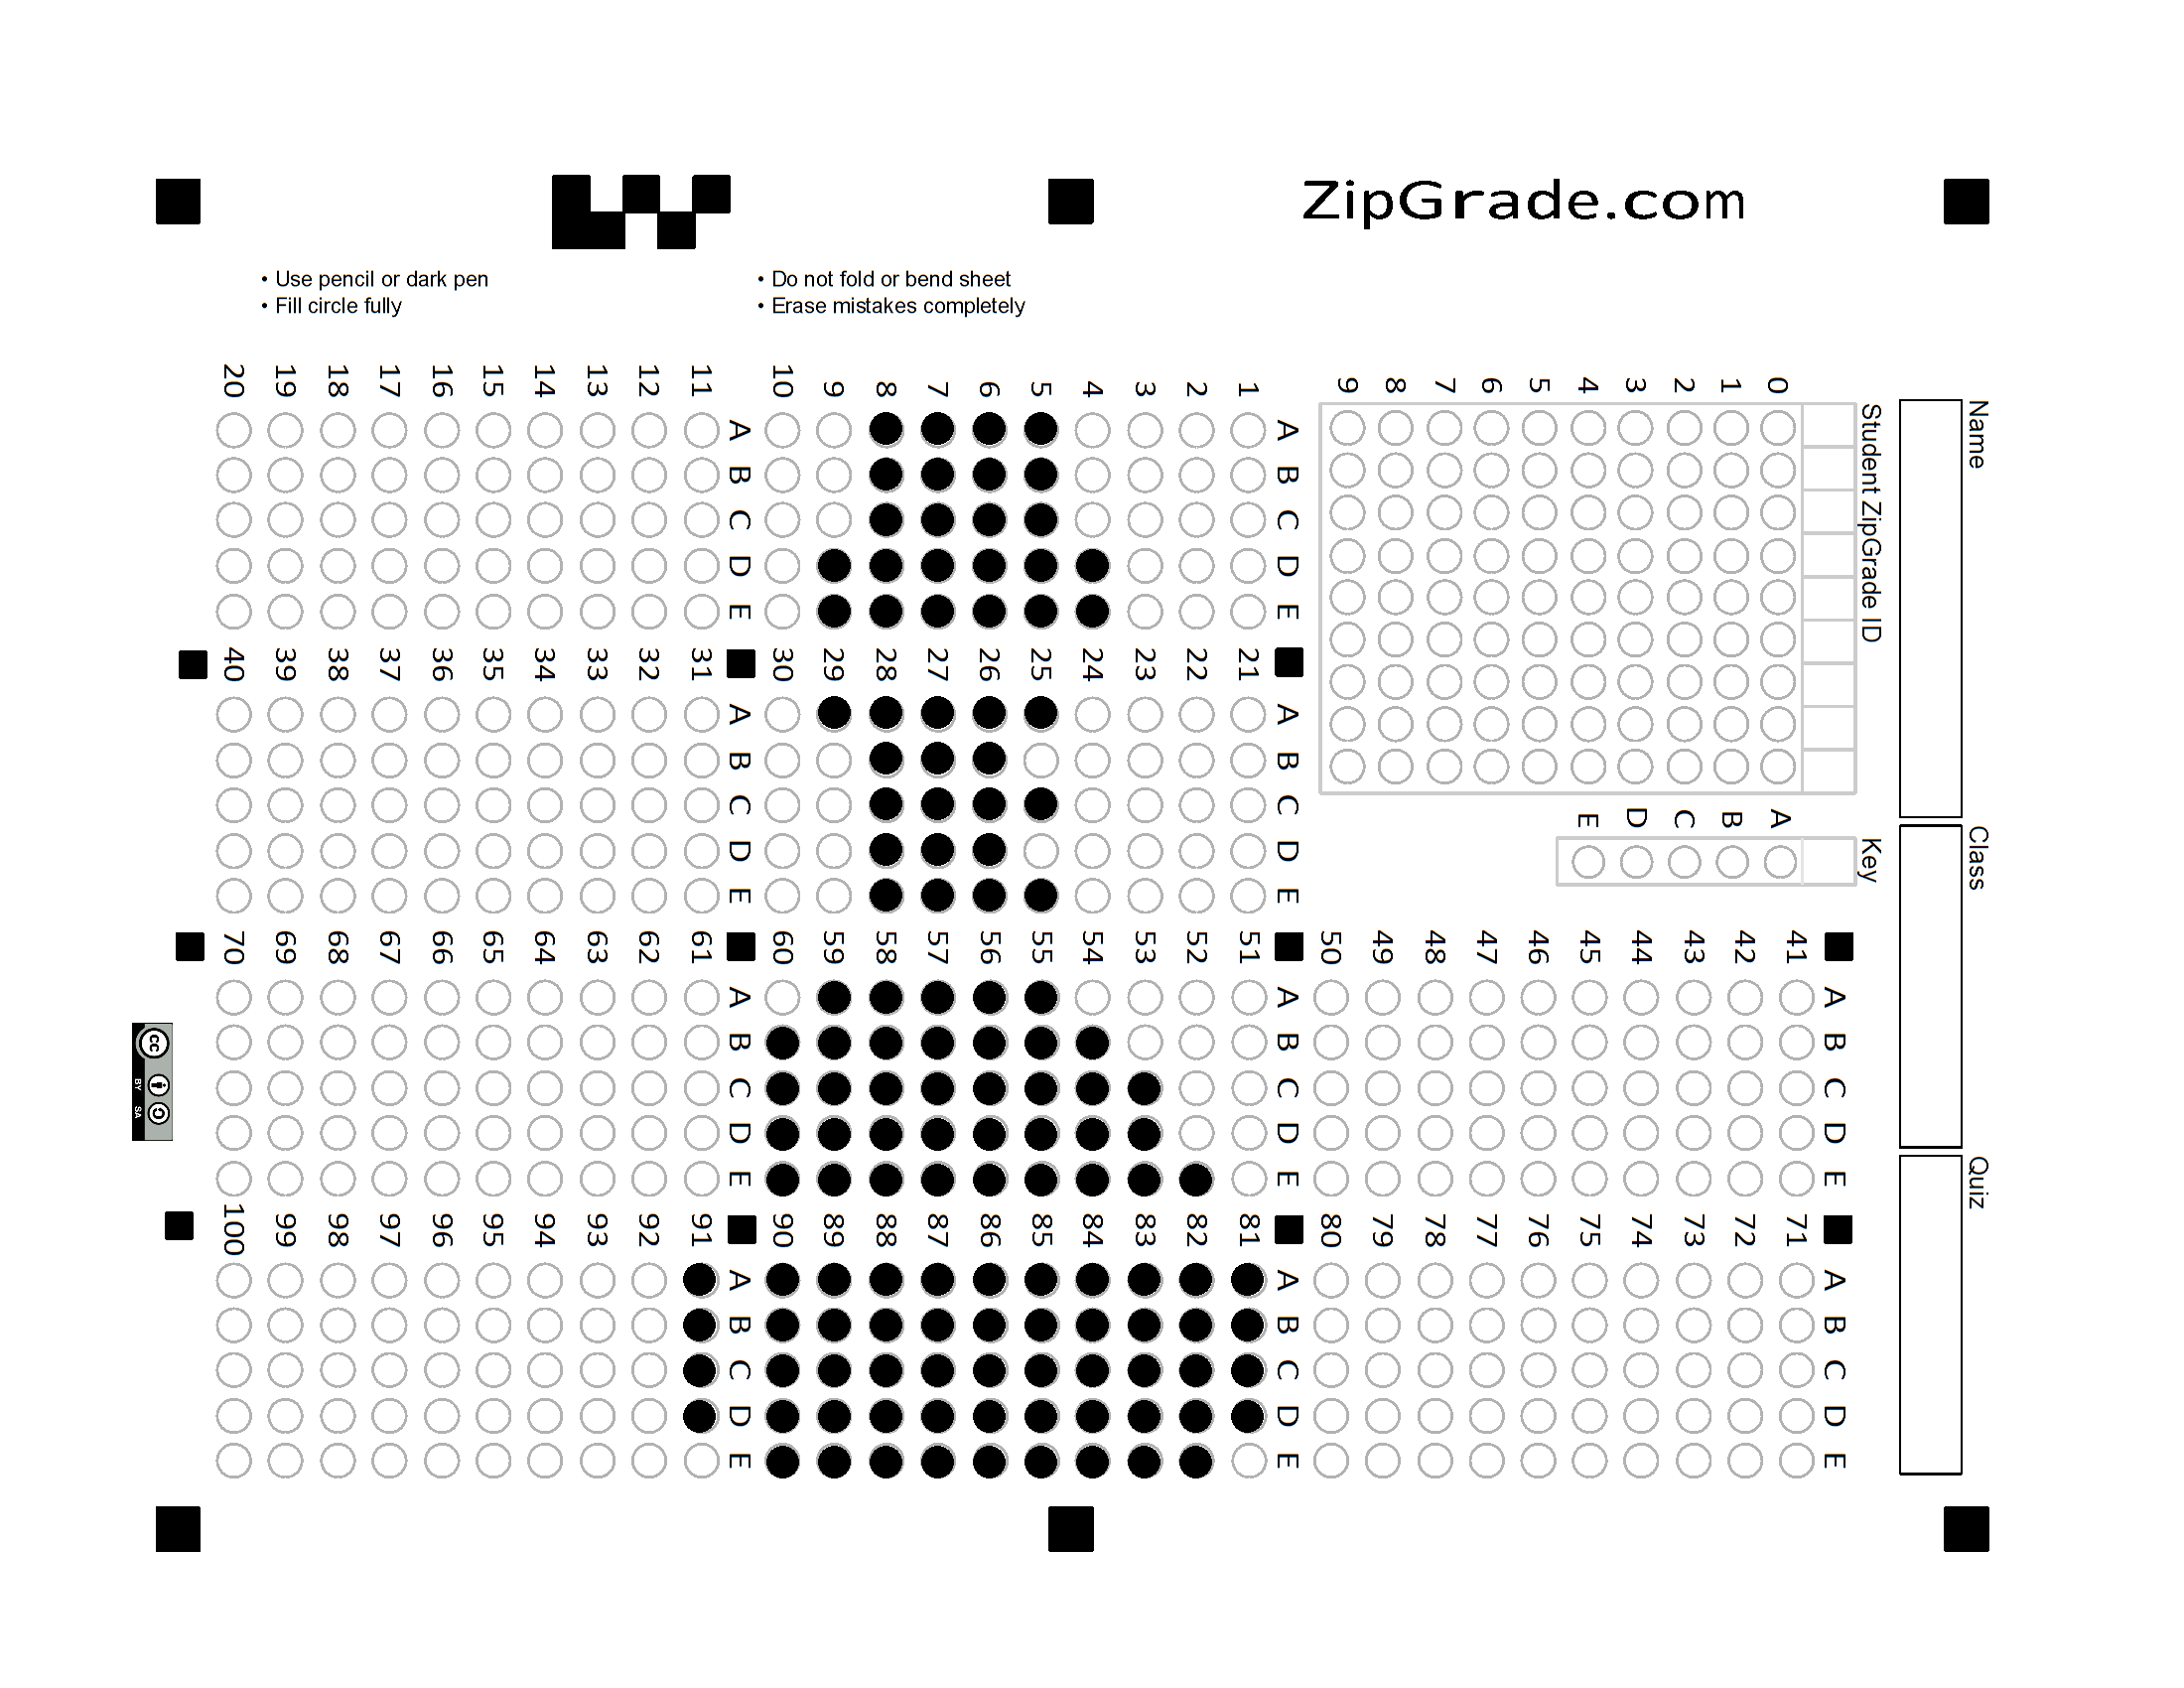 ZipGrade.com
• Use pencil or dark pen
• Fill circle fully
• Do not fold or bend sheet
• Erase mistakes completely
Name
Class
Quiz
Student ZipGrade ID
0 1 2 3 4 5 6 7 8 9
Key
A B C D E
1 2 3 4 5 6 7 8 9 10
A B C D E
11 12 13 14 15 16 17 18 19 20
A B C D E
21 22 23 24 25 26 27 28 29 30
A B C D E
31 32 33 34 35 36 37 38 39 40
A B C D E
41 42 43 44 45 46 47 48 49 50
A B C D E
51 52 53 54 55 56 57 58 59 60
A B C D E
61 62 63 64 65 66 67 68 69 70
A B C D E
71 72 73 74 75 76 77 78 79 80
A B C D E
81 82 83 84 85 86 87 88 89 90
A B C D E
91 92 93 94 95 96 97 98 99 100
A B C D E
cc
BY SA